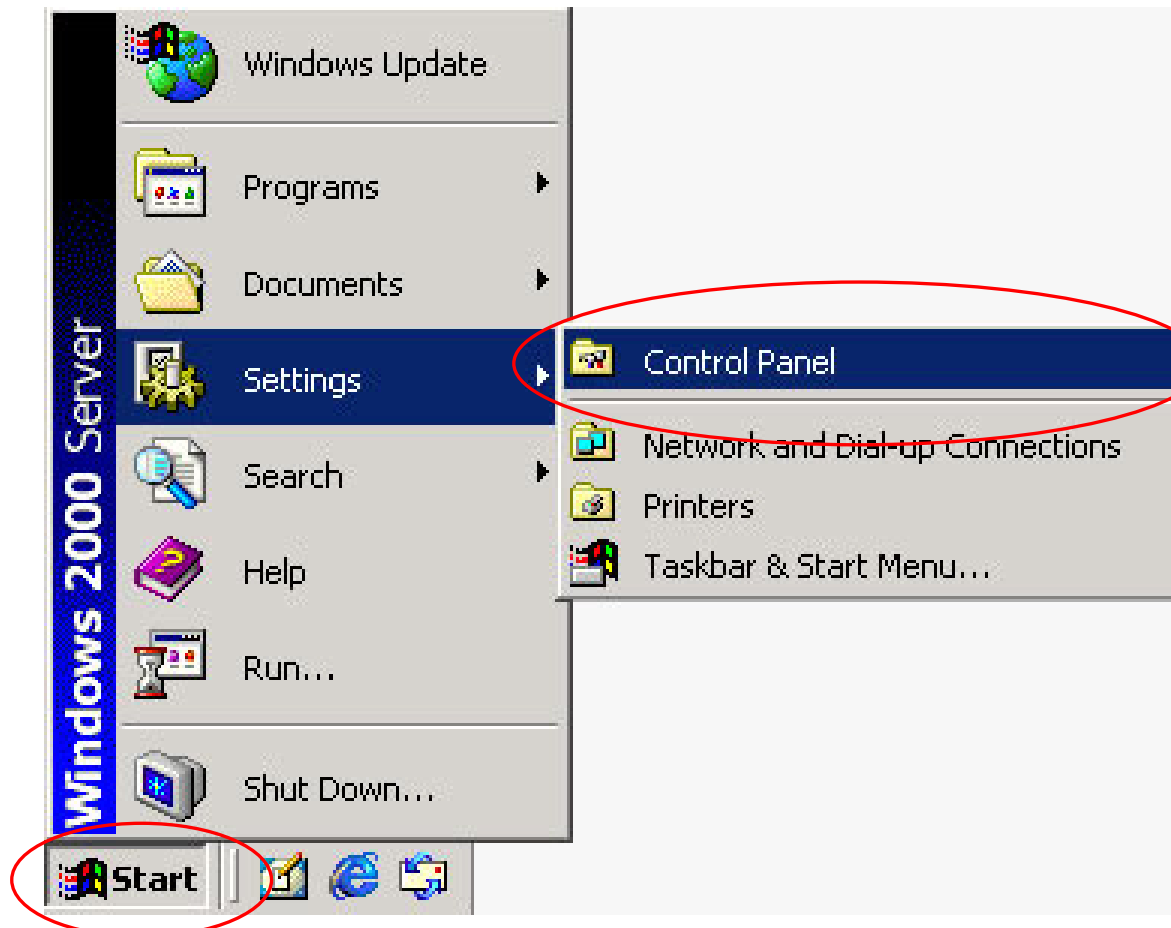 Windows Update
Programs
Documents
Settings
Search
Help
Run...
Shut Down...
Windows 2000 Server
Control Panel
Network and Dial-up Connections
Printers
Taskbar & Start Menu...
Start